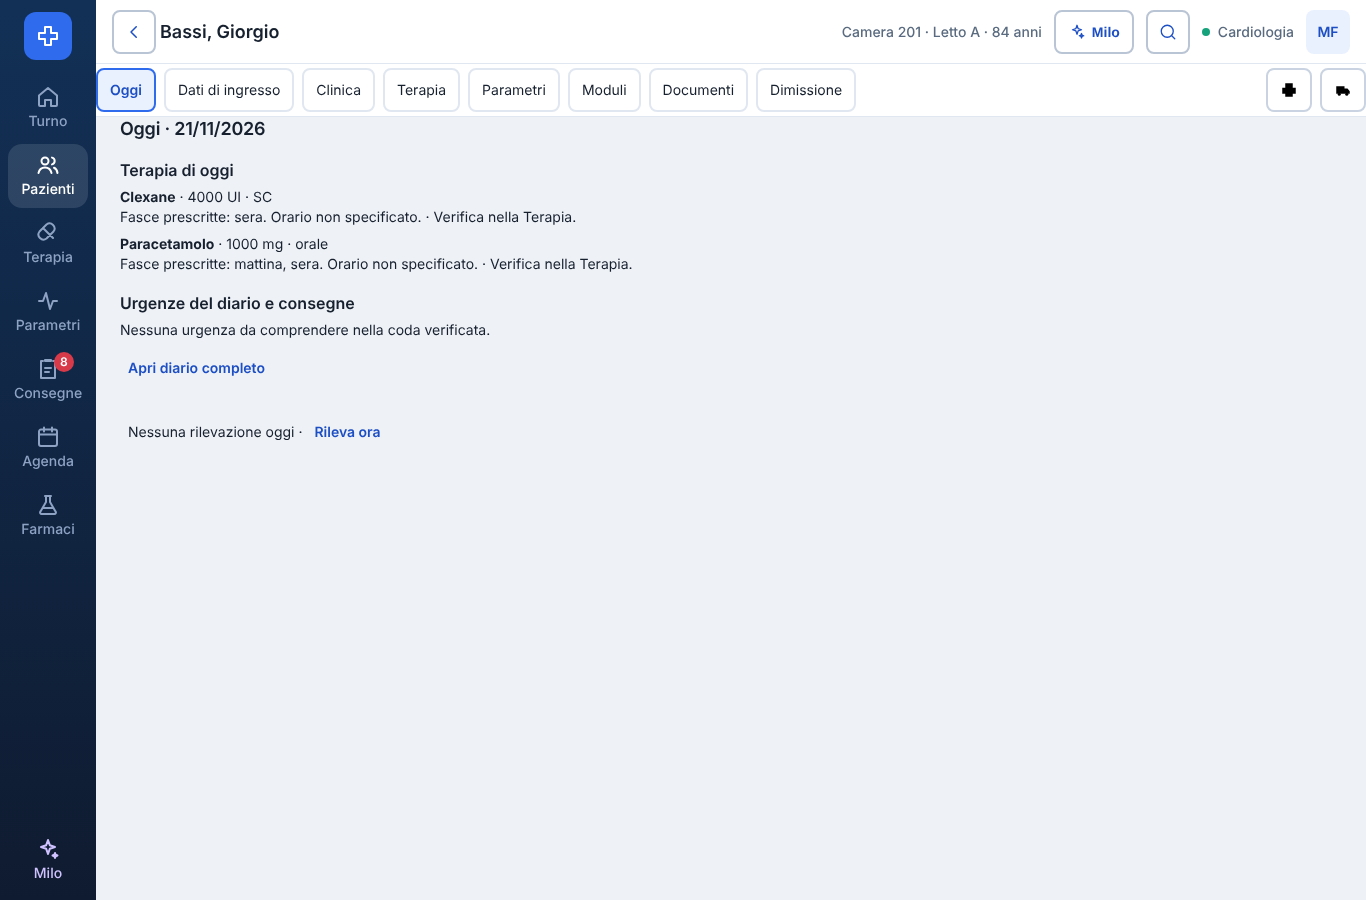 Bassi, Giorgio
Camera 201 · Letto A · 84 anni
Milo
Cardiologia
MF
Turno
Pazienti
Terapia
Parametri
8
Consegne
Agenda
Farmaci
Milo
Oggi
Dati di ingresso
Clinica
Terapia
Parametri
Moduli
Documenti
Dimissione
Oggi · 21/11/2026
Terapia di oggi
Clexane · 4000 UI · SC
Fasce prescritte: sera. Orario non specificato. · Verifica nella Terapia.
Paracetamolo · 1000 mg · orale
Fasce prescritte: mattina, sera. Orario non specificato. · Verifica nella Terapia.
Urgenze del diario e consegne
Nessuna urgenza da comprendere nella coda verificata.
Apri diario completo
Nessuna rilevazione oggi · Rileva ora